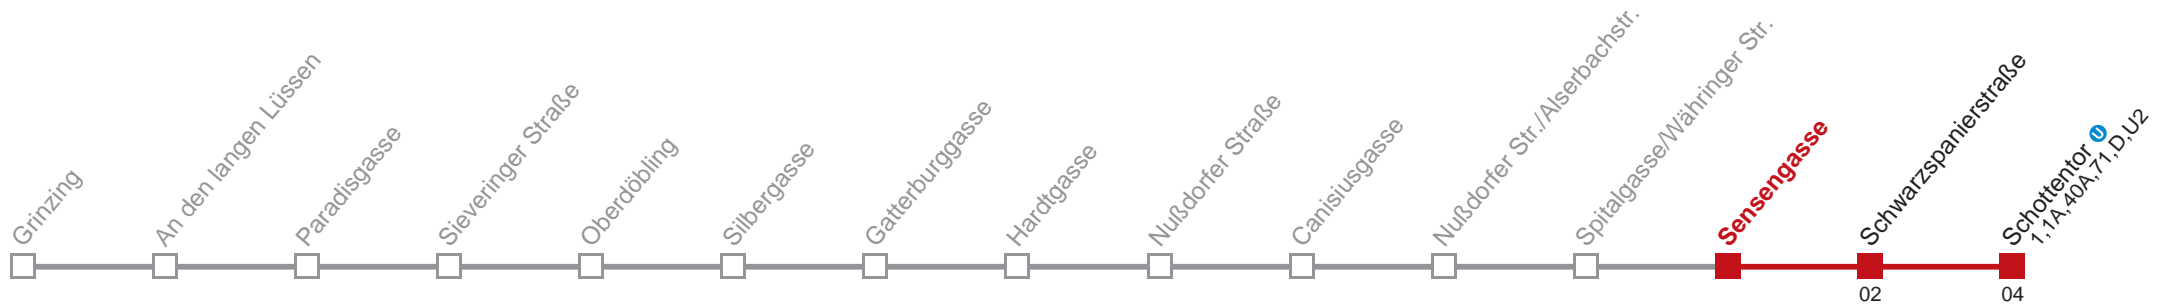 Grinzing
An den langen Lüssen
Paradisgasse
Sieveringer Straße
Oberdöbling
Silbergasse
Gatterburggasse
Hardtgasse
Nußdorfer Straße
Canisiusgasse
Nußdorfer Str./Alserbachstr.
Spitalgasse/Währinger Str.
Sensengasse
Schwarzspanierstraße
Schottentor U
1,1A,40A,71,D,U2
02
04